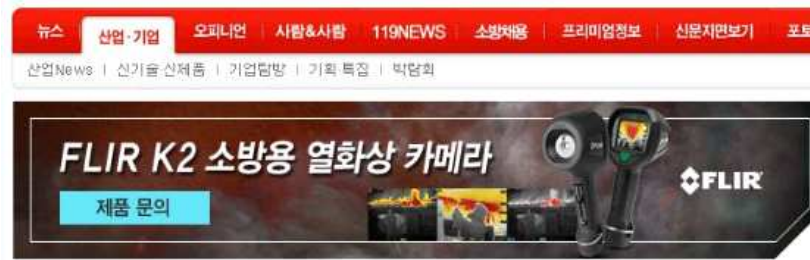 뉴스 산업·기업 오피니언 사람&사람 119NEWS 소방채용 프리미엄정보 신문지면보기 포토
산업News | 신기술·신제품 | 기업탐방 | 기획·특집 | 박람회
FLIR K2 소방용 열화상 카메라
제품 문의
FLIR